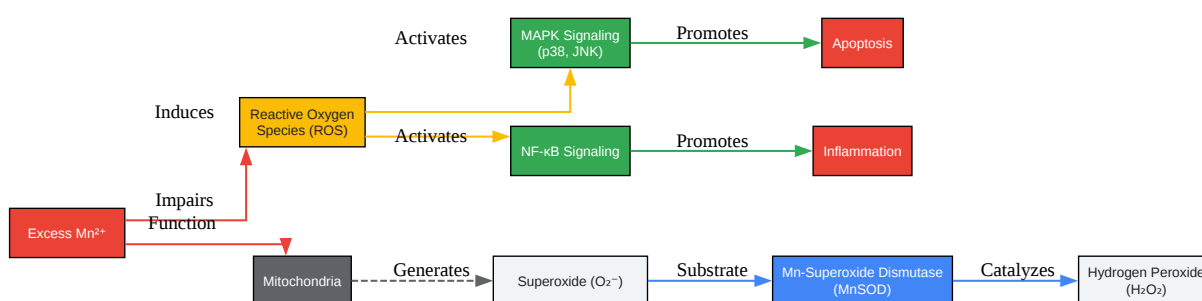 Activates
MAPK Signaling
(p38, JNK)
Promotes
Apoptosis
Induces
Reactive Oxygen
Species (ROS)
Activates
NF-κB Signaling
Promotes
Inflammation
Impairs
Function
Excess Mn²⁺
Mitochondria
Generates
Superoxide (O₂⁻)
Substrate
Mn-Superoxide Dismutase
(MnSOD)
Catalyzes
Hydrogen Peroxide
(H₂O₂)